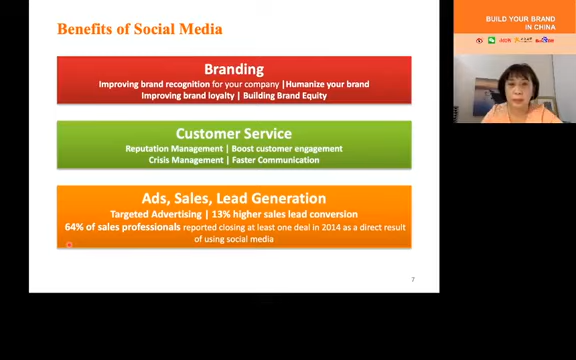 Benefits of Social Media
Branding
Improving brand recognition for your company |Humanize your brand
Improving brand loyalty | Building Brand Equity
Customer Service
Reputation Management | Boost customer engagement
Crisis Management | Faster Communication
Ads, Sales, Lead Generation
Targeted Advertising | 13% higher sales lead conversion
64% of sales professionals reported closing at least one deal in 2014 as a direct result
of using social media
7
BUILD YOUR BRAND
IN CHINA